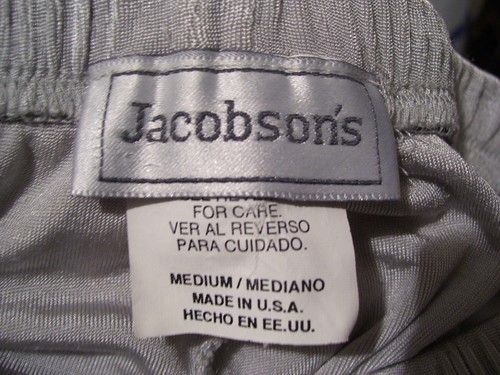 Jacobson's
FOR CARE.
VER AL REVERSO
PARA CUIDADO.
MEDIUM / MEDIANO
MADE IN U.S.A.
HECHO EN EE.UU.